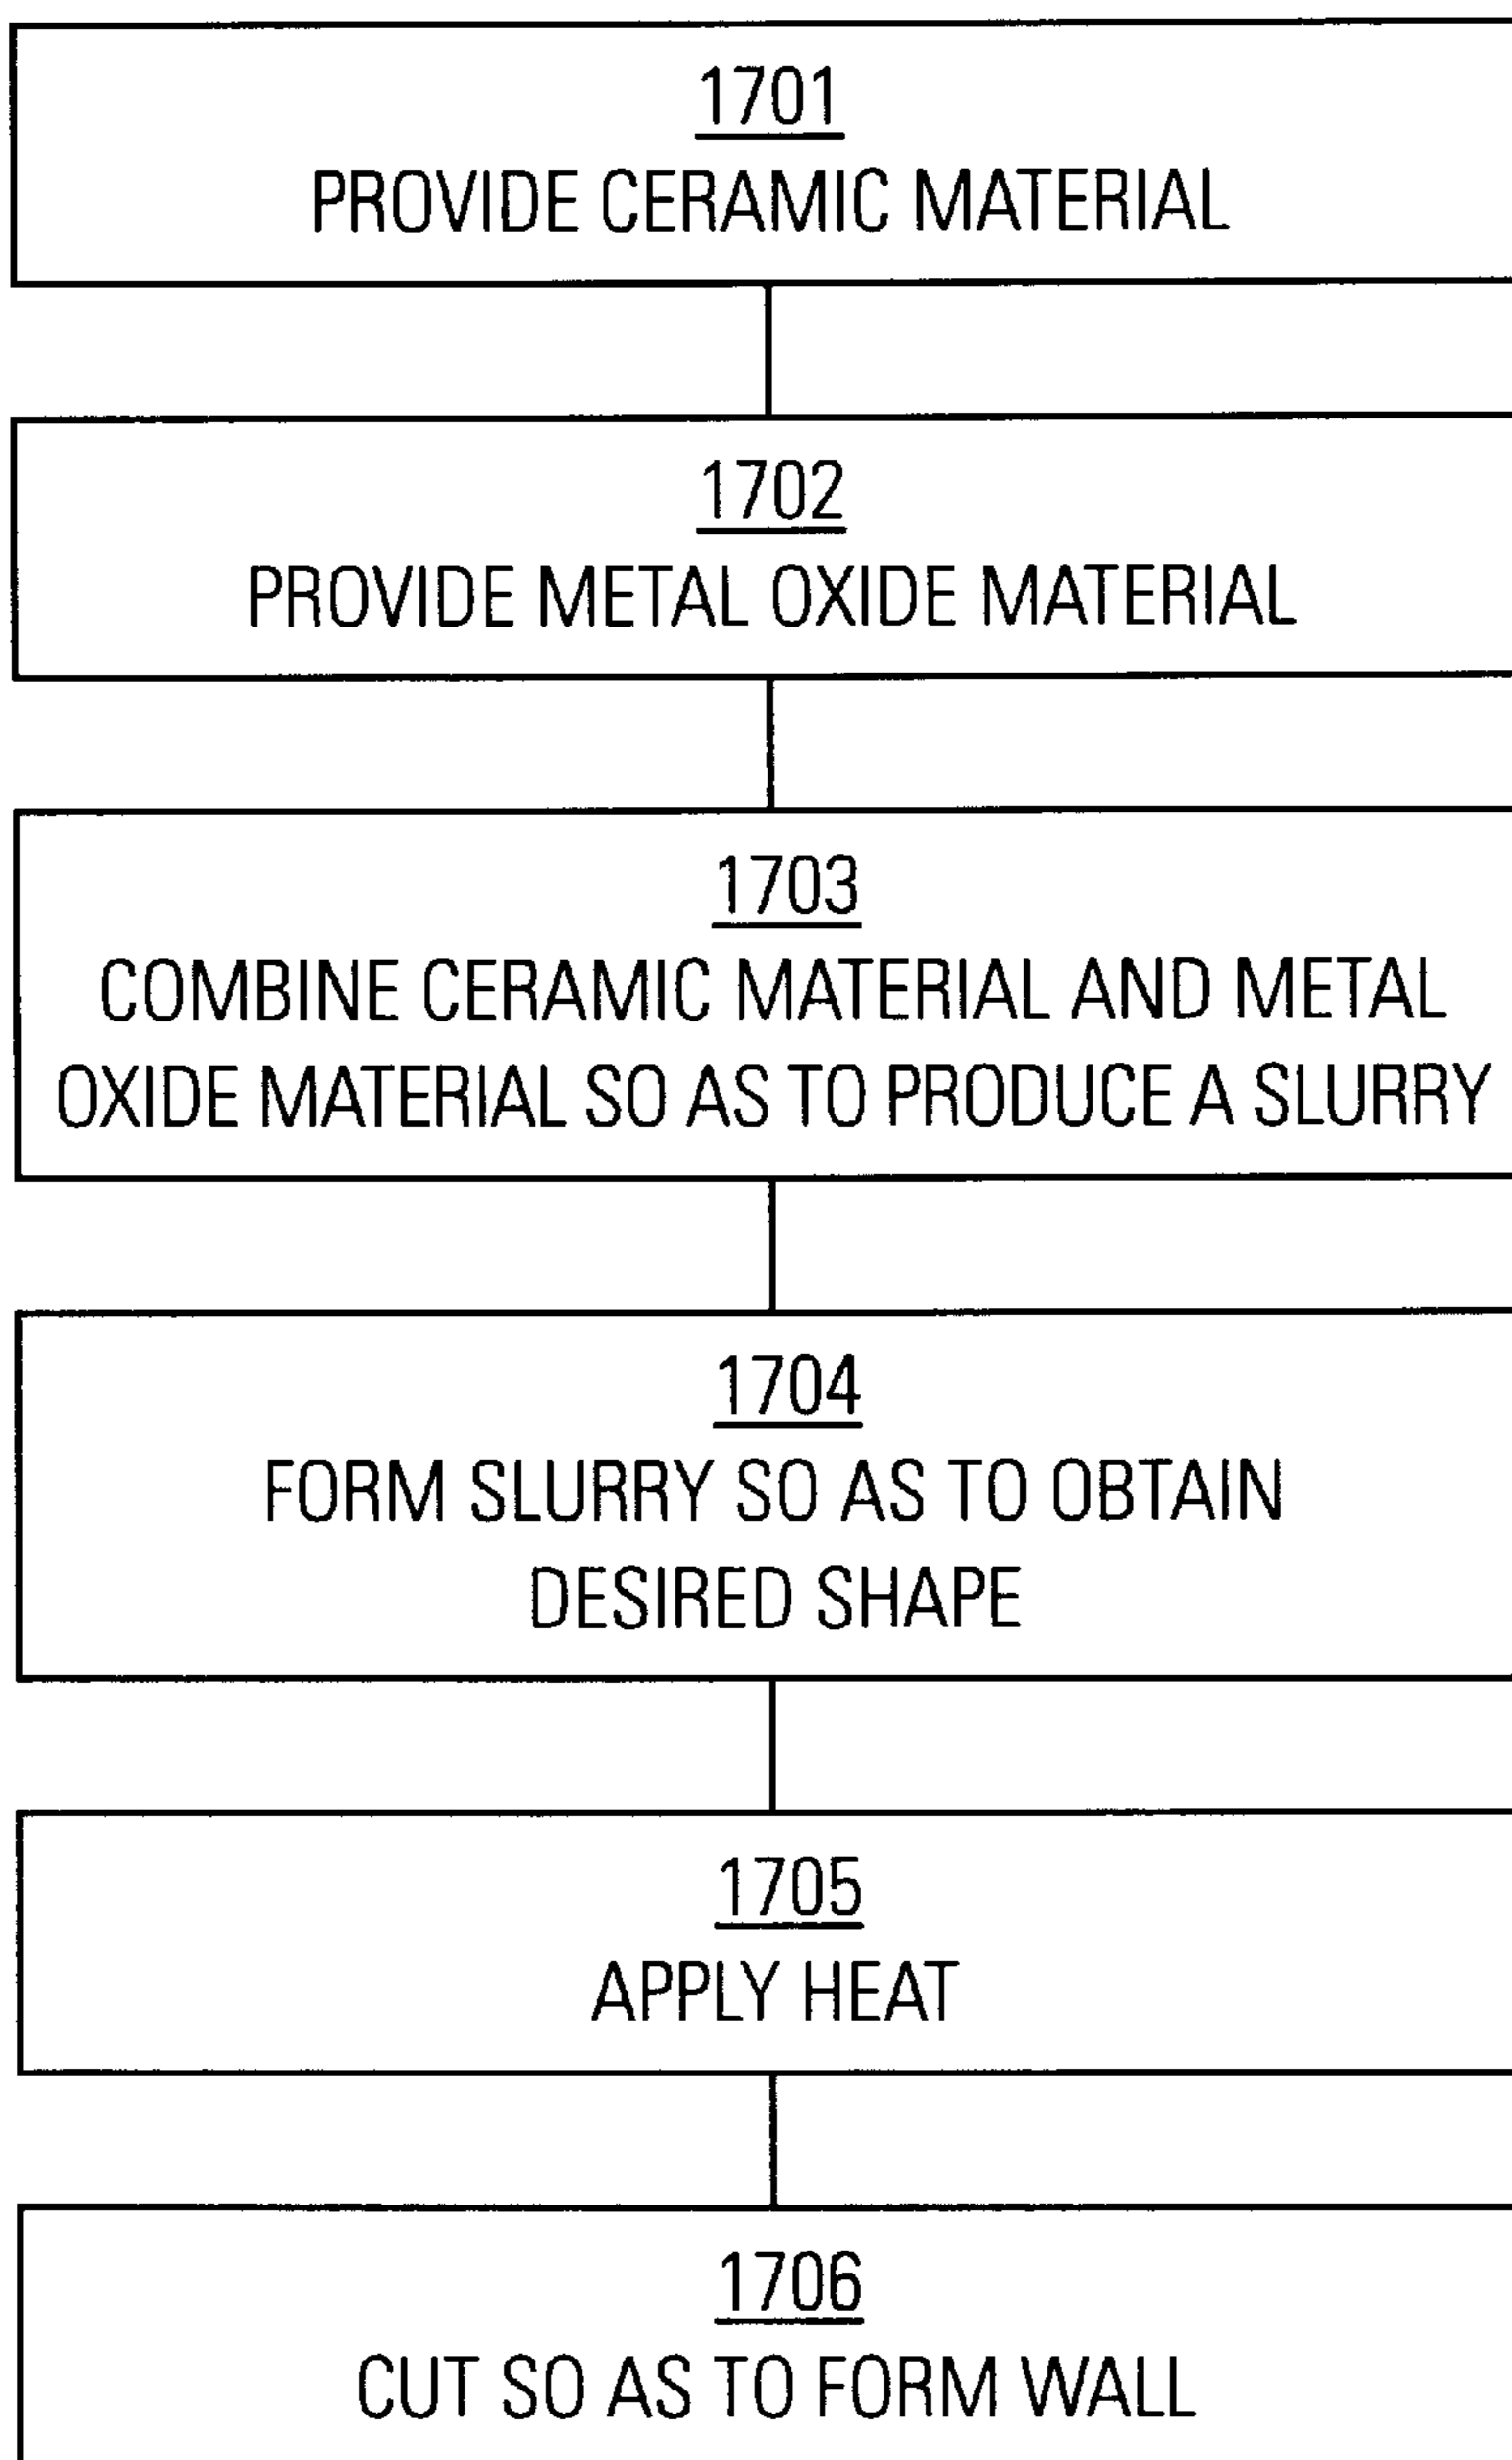 1701
PROVIDE CERAMIC MATERIAL
1702
PROVIDE METAL OXIDE MATERIAL
1703
COMBINE CERAMIC MATERIAL AND METAL
OXIDE MATERIAL SO AS TO PRODUCE A SLURRY
1704
FORM SLURRY SO AS TO OBTAIN
DESIRED SHAPE
1705
APPLY HEAT
1706
CUT SO AS TO FORM WALL